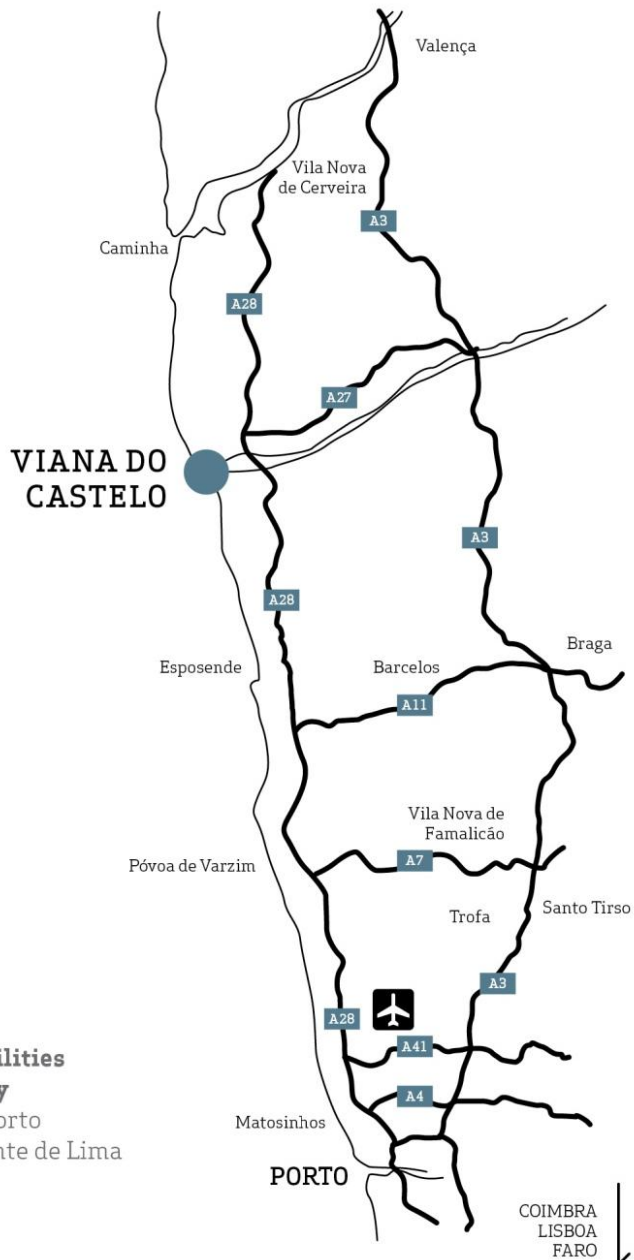 Valença
Vila Nova
de Cerveira
A3
Caminha
A28
A27
VIANA DO
CASTELO
A3
A28
Esposende
Barcelos
Braga
A11
Vila Nova de
Famalicão
A7
Póvoa de Varzim
Trofa
Santo Tirso
A3
A28
A41
A4
Matosinhos
PORTO
COIMBRA
LISBOA
FARO